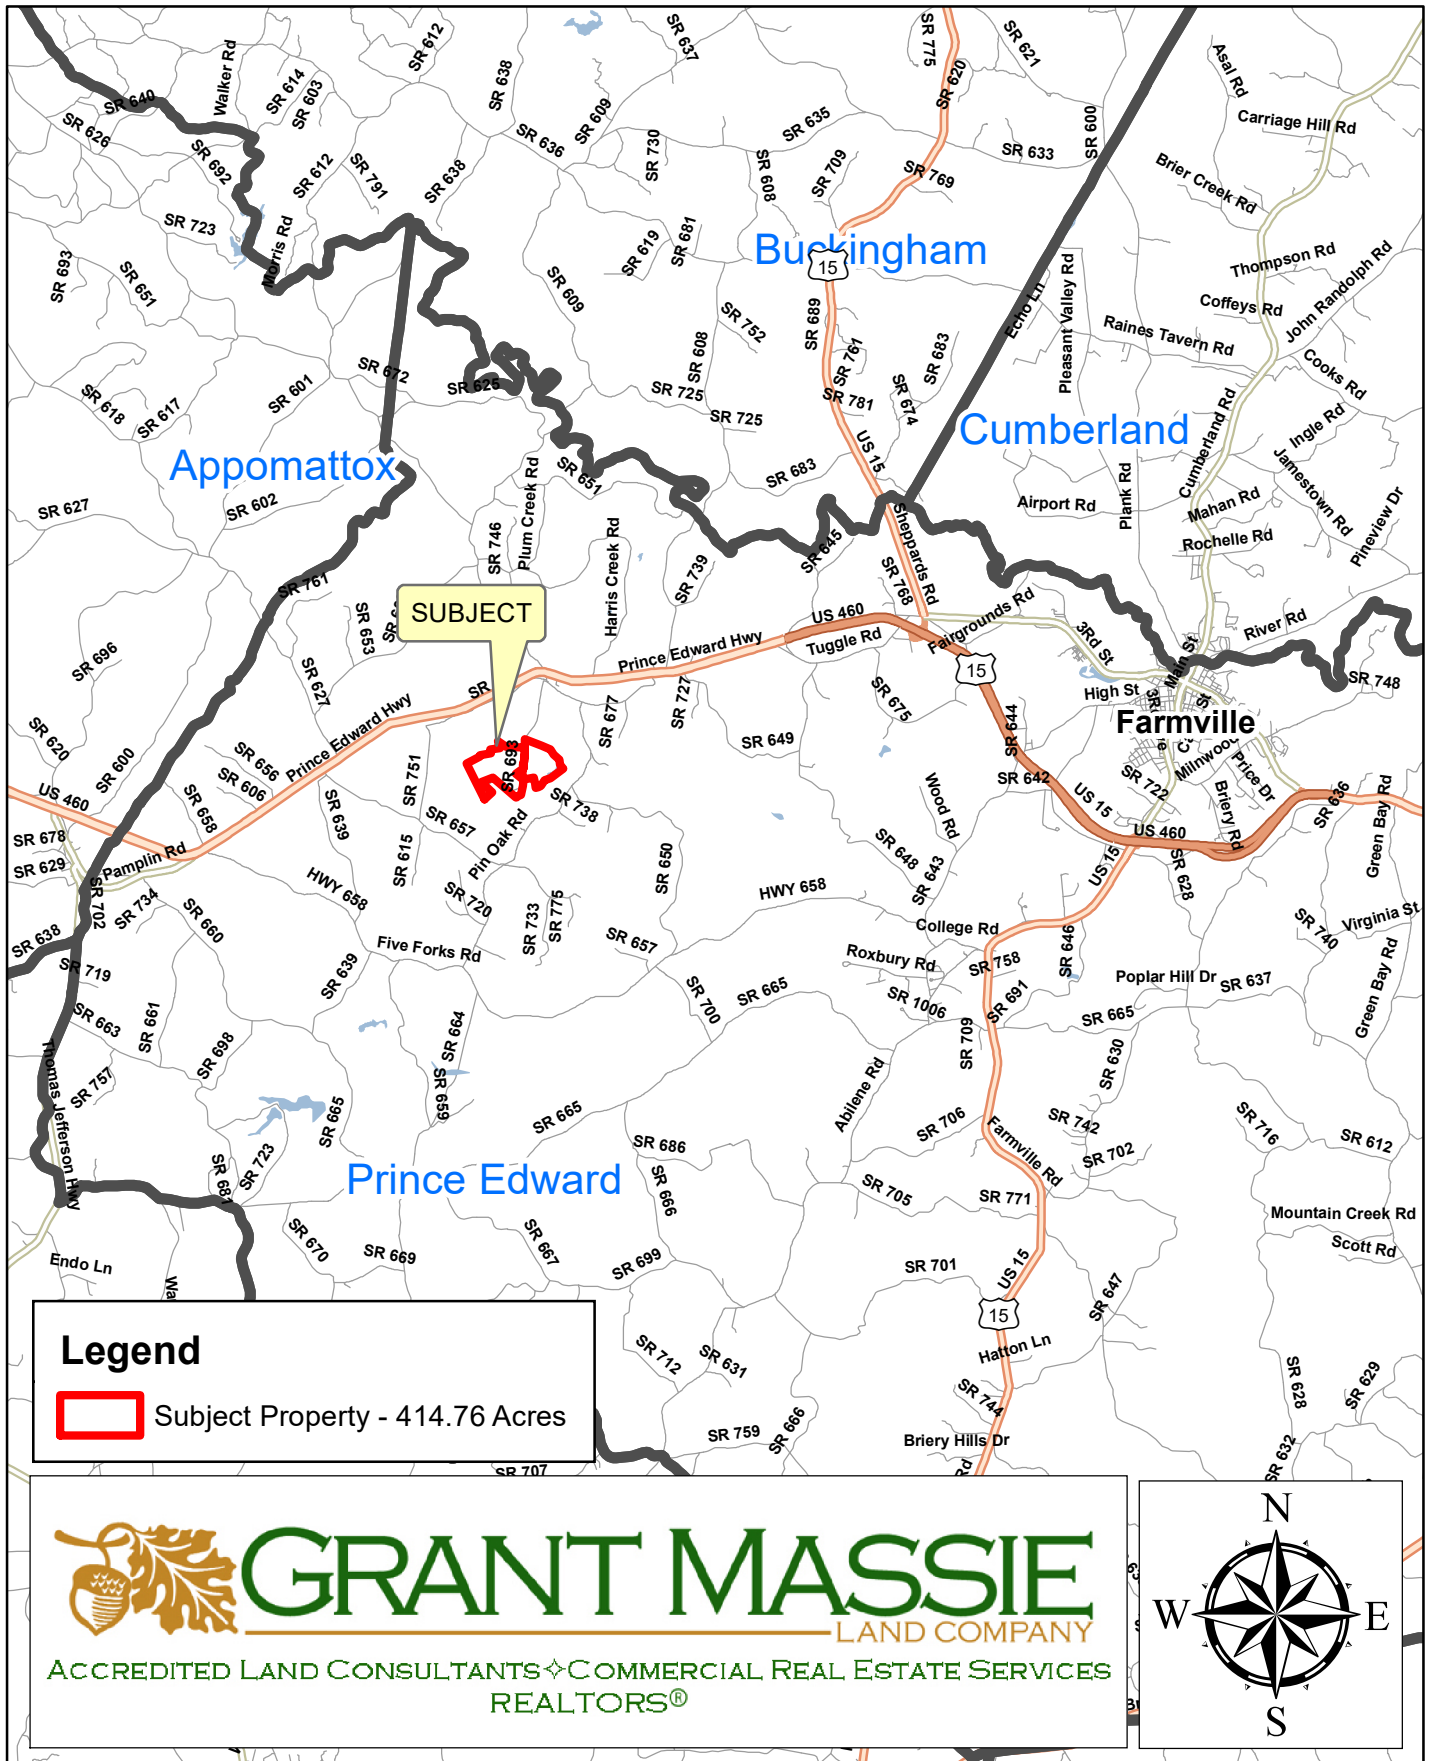 SR 612
SR 637
SR 775
SR 621
Walker Rd
SR 614
SR 603
SR 638
SR 620
Asal Rd
SR 640
SR 626
SR 692
SR 609
SR 636
SR 635
SR 600
Carriage Hill Rd
SR 612
SR 791
SR 638
SR 730
SR 608
SR 709
SR 633
SR 769
Brier Creek Rd
SR 723
Morris Rd
SR 693
SR 651
SR 619
SR 681
Buckingham
15
Thompson Rd
John Randolph Rd
Pleasant Valley Rd
Echo Ln
Coffeys Rd
SR 609
SR 752
SR 689
SR 608
SR 761
SR 683
Raines Tavern Rd
Cooks Rd
SR 672
SR 625
SR 601
SR 618
SR 617
SR 725
SR 725
SR 781
SR 674
Cumberland Rd
Ingle Rd
Cumberland
US 15
Appomattox
Jamestown Rd
Plum Creek Rd
SR 651
SR 683
Plank Rd
Mahan Rd
Pineview Dr
SR 627
SR 602
Airport Rd
Rochelle Rd
SR 746
Harris Creek Rd
SR 645
Sheppards Rd
SR 739
SR 768
SR 761
SR 653
SUBJECT
US 460
Fairgrounds Rd
3Rd St
River Rd
SR 696
Prince Edward Hwy
Tuggle Rd
15
Main St
SR 748
SR 627
SR
SR 727
SR 675
High St
SR 677
Farmville
Prince Edward Hwy
SR 620
SR 600
SR 656
SR 606
SR 751
SR 693
SR 649
SR 644
SR 642
SR 722
Milnwood
Price Dr
US 460
SR 658
SR 639
SR 657
SR 738
Wood Rd
US 15
Briery Rd
SR 636
Green Bay Rd
SR 678
SR 629
Pamplin Rd
SR 615
Pin Oak Rd
SR 650
SR 648
SR 643
US 460
US 15
SR 628
SR 702
SR 734
SR 660
HWY 658
SR 720
SR 733
SR 775
HWY 658
College Rd
Virginia St
SR 740
SR 638
Five Forks Rd
SR 657
Roxbury Rd
SR 758
SR 646
SR 719
SR 639
SR 700
SR 665
SR 1006
SR 691
Poplar Hill Dr
SR 637
Green Bay Rd
SR 663
SR 661
SR 698
SR 664
SR 709
SR 665
SR 630
Thomas Jefferson Hwy
SR 757
SR 659
SR 665
SR 665
Abilene Rd
SR 706
SR 742
SR 716
SR 612
SR 723
SR 681
SR 686
Farmville Rd
SR 702
Prince Edward
SR 666
SR 705
SR 771
Mountain Creek Rd
Scott Rd
SR 670
SR 669
SR 667
SR 699
SR 701
US 15
SR 647
Endo Ln
15
Hatton Ln
SR 712
SR 631
SR 744
SR 628
SR 629
SR 759
SR 666
Briery Hills Dr
Rd
SR 632
SR 707
Legend
Subject Property - 414.76 Acres
GRANT MASSIE
LAND COMPANY
ACCREDITED LAND CONSULTANTS✧COMMERCIAL REAL ESTATE SERVICES
REALTORS®
N
W E
S